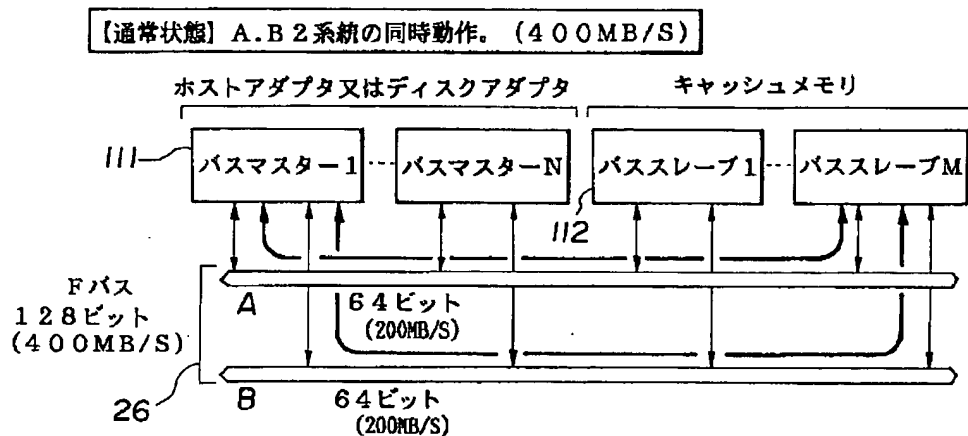 【通常状態】A.B2系統の同時動作。(400MB/S)
ホストアダプタ又はディスクアダプタ
キャッシュメモリ
111
バスマスター1
バスマスターN
バススレーブ1
バススレーブM
112
Fバス
128ビット
(400MB/S)
A
64ビット
(200MB/S)
26
B
64ビット
(200MB/S)